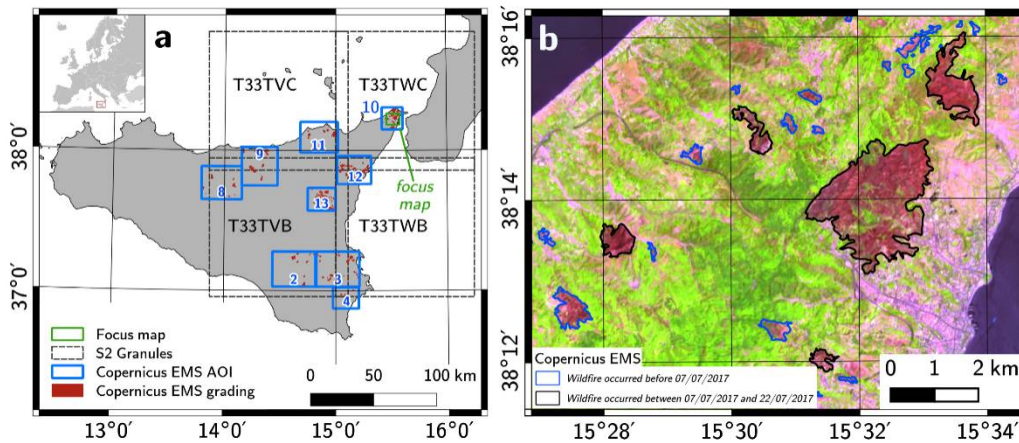 a
T33TVC
T33TWC
10
11
9
12
8
13
focus
map
T33TVB
T33TWB
2
3
4
38°0′
37°0′
Focus map
S2 Granules
Copernicus EMS AOI
Copernicus EMS grading
0 50 100 km
13°0′ 14°0′ 15°0′ 16°0′
b
38°16′
38°14′
38°12′
Copernicus EMS
Wildfire occurred before 07/07/2017
Wildfire occurred between 07/07/2017 and 22/07/2017
0 1 2 km
15°28′ 15°30′ 15°32′ 15°34′